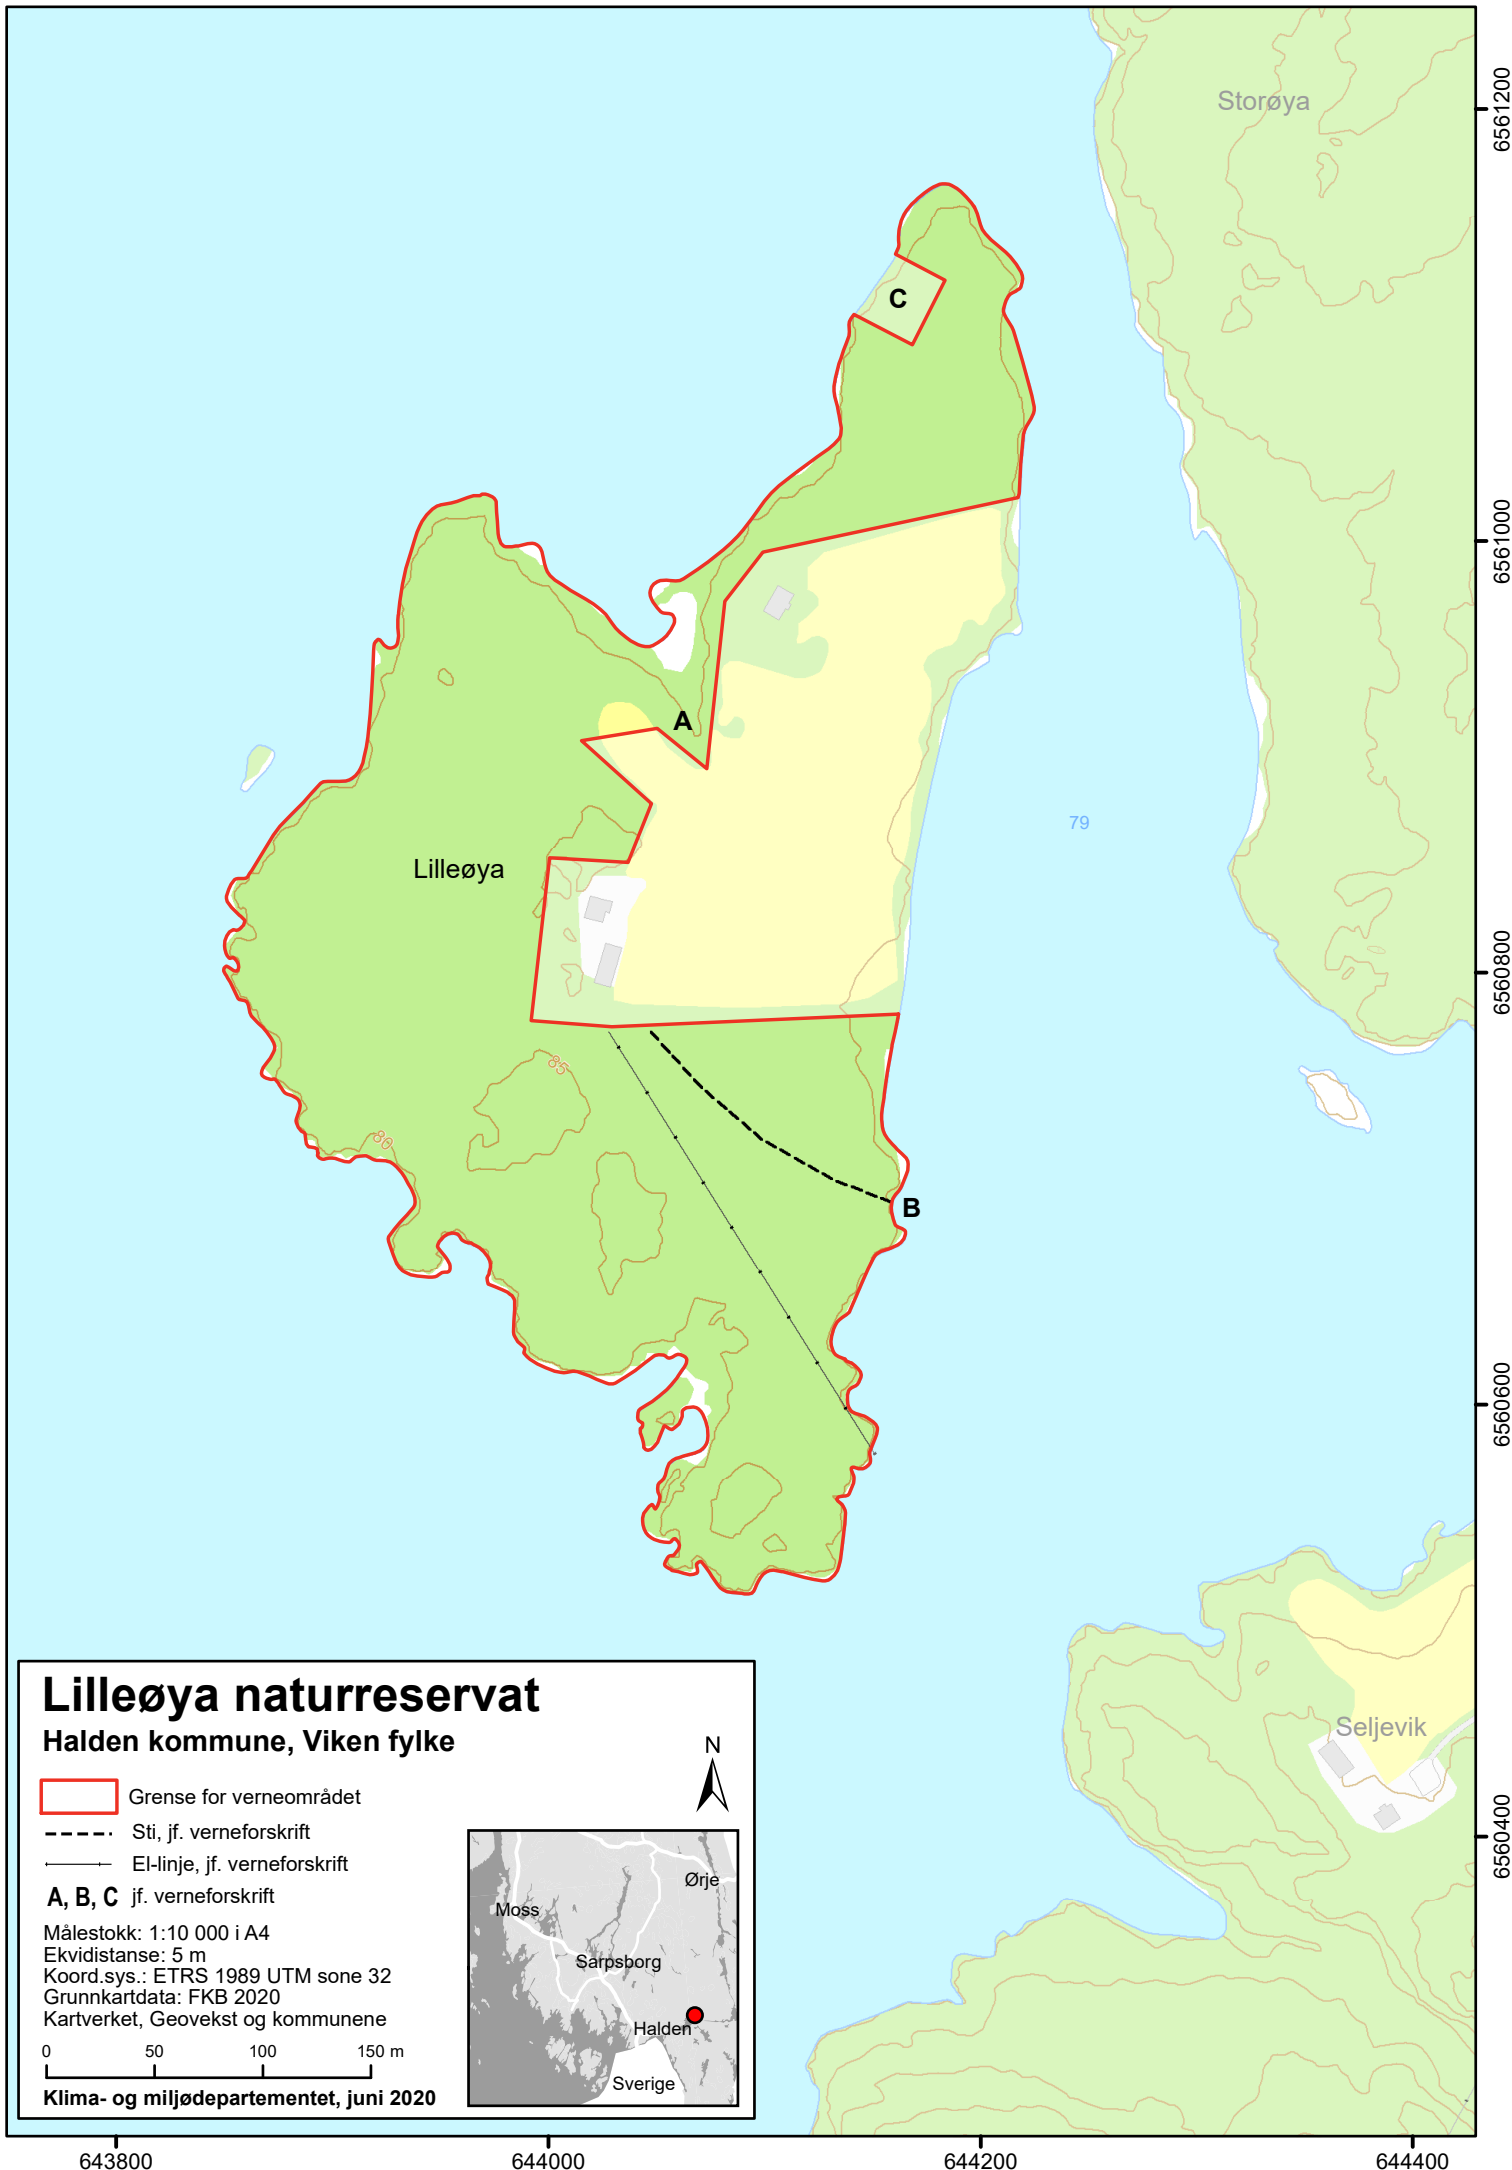 Storøya
6561200
C
6561000
A
79
Lilleøya
6560800
85
80
B
6560600
Seljevik
6560400
Lilleøya naturreservat
Halden kommune, Viken fylke
N
Grense for verneområdet
Sti, jf. verneforskrift
El-linje, jf. verneforskrift
A, B, C jf. verneforskrift
Målestokk: 1:10 000 i A4
Ekvidistanse: 5 m
Koord.sys.: ETRS 1989 UTM sone 32
Grunnkartdata: FKB 2020
Kartverket, Geovekst og kommunene
0 50 100 150 m
Klima- og miljødepartementet, juni 2020
Ørje
Moss
Sarpsborg
Halden
Sverige
643800 644000 644200 644400